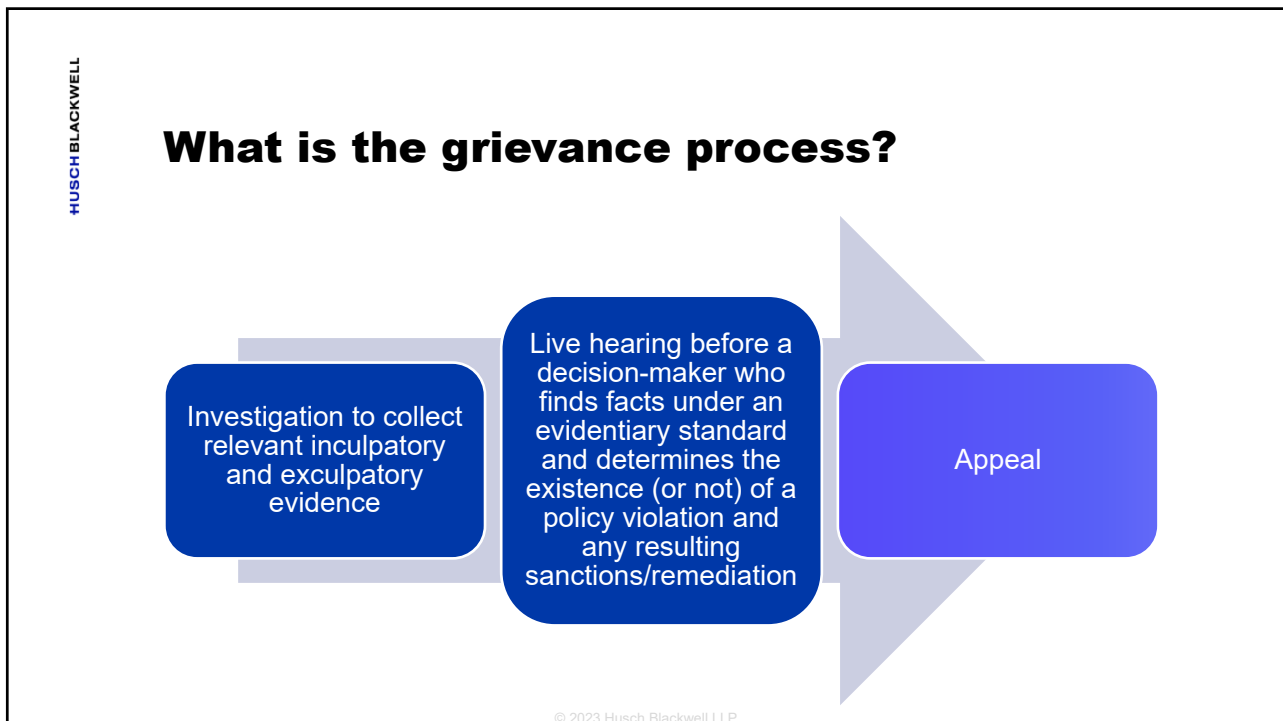 HUSCH BLACKWELL
What is the grievance process?
Investigation to collect
relevant inculpatory
and exculpatory
evidence
Live hearing before a
decision-maker who
finds facts under an
evidentiary standard
and determines the
existence (or not) of a
policy violation and
any resulting
sanctions/remediation
Appeal
© 2023 Husch Blackwell LLP